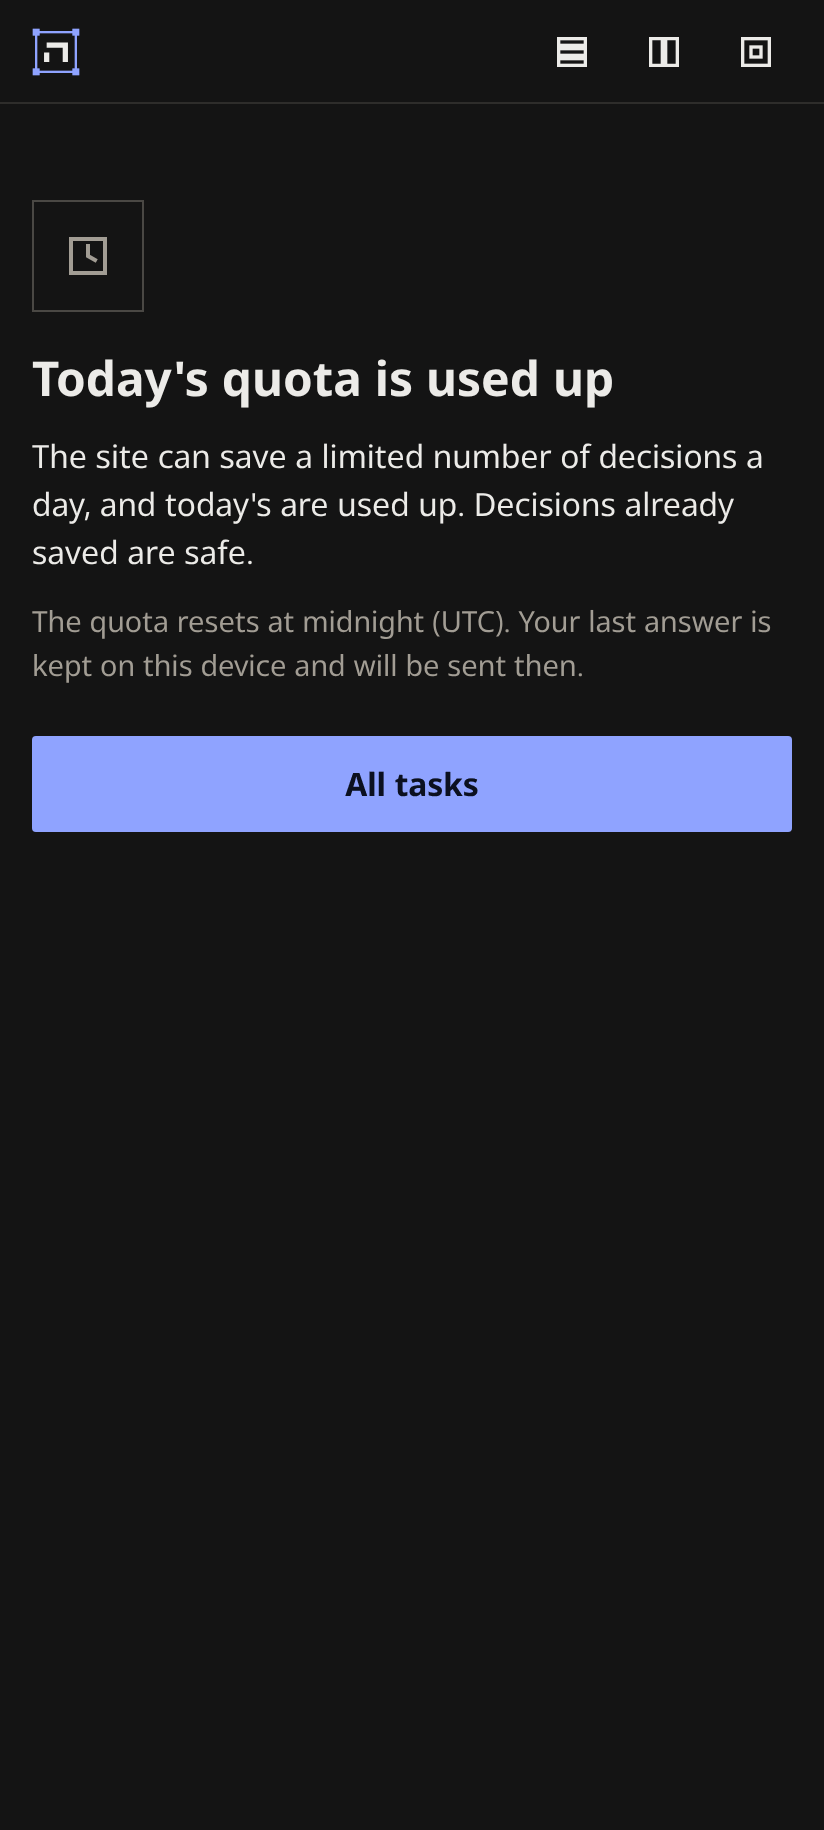 Today's quota is used up
The site can save a limited number of decisions a
day, and today's are used up. Decisions already
saved are safe.
The quota resets at midnight (UTC). Your last answer is
kept on this device and will be sent then.
All tasks